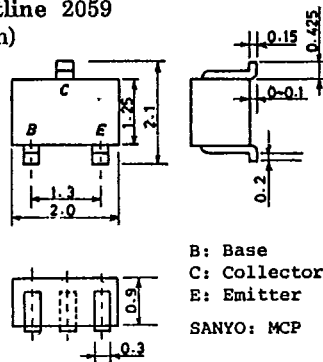 tline 2059
n)
0.15
0.425
C
1.25
2.1
0~0.1
B E
1.3
2.0
0.2
B: Base
C: Collector
E: Emitter
SANYO: MCP
0.9
0.3